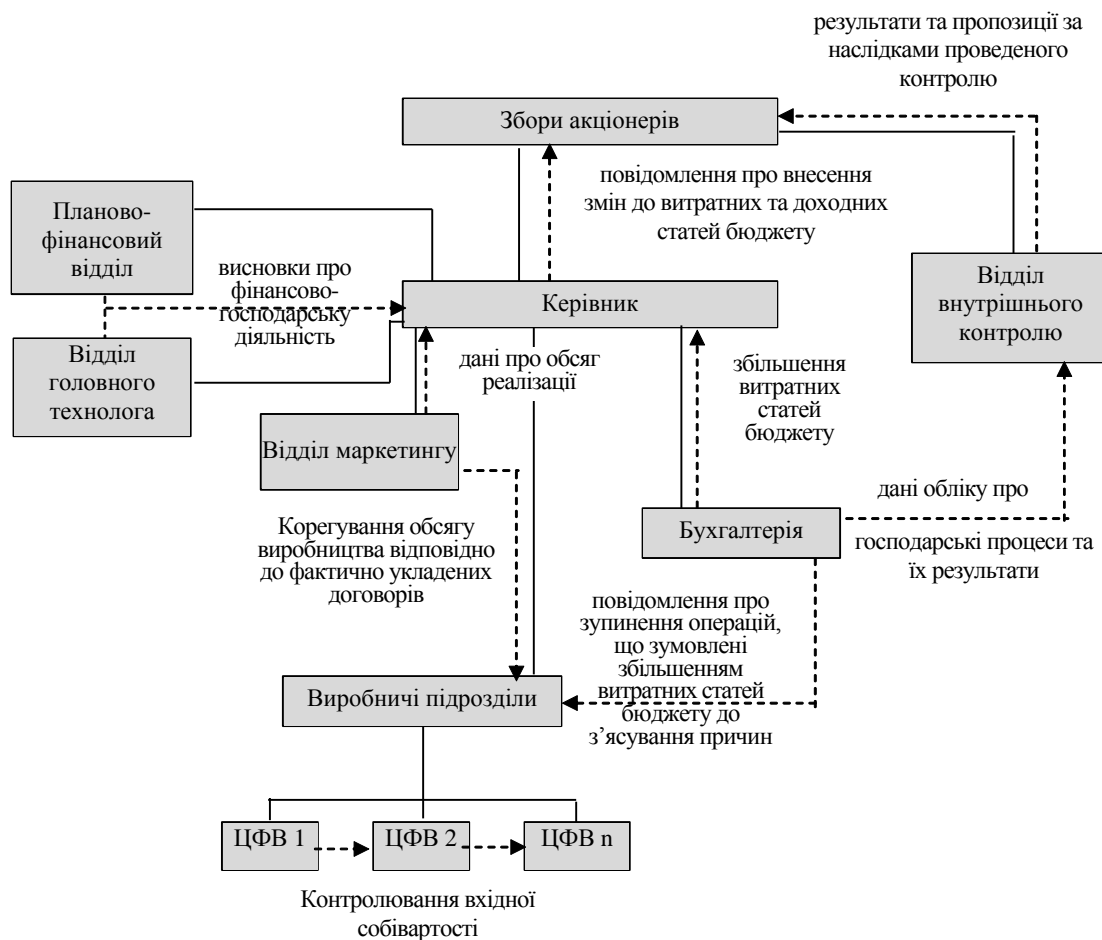 результати та пропозиції за
наслідками проведеного
контролю
Збори акціонерів
повідомлення про внесення
змін до витратних та доходних
статей бюджету
Планово-
фінансовий
відділ
висновки про
фінансово-
господарську
діяльність
Керівник
Відділ
внутрішнього
контролю
Відділ
головного
технолога
дані про обсяг
реалізації
збільшення
витратних
статей
бюджету
Відділ маркетингу
дані обліку про
господарські процеси та
їх результати
Бухгалтерія
Корегування обсягу
виробництва відповідно
до фактично укладених
договорів
повідомлення про
зупинення операцій,
що зумовлені
збільшенням
витратних статей
бюджету до
з’ясування причин
Виробничі підрозділи
ЦФВ 1
ЦФВ 2
ЦФВ n
Контролювання вхідної
собівартості